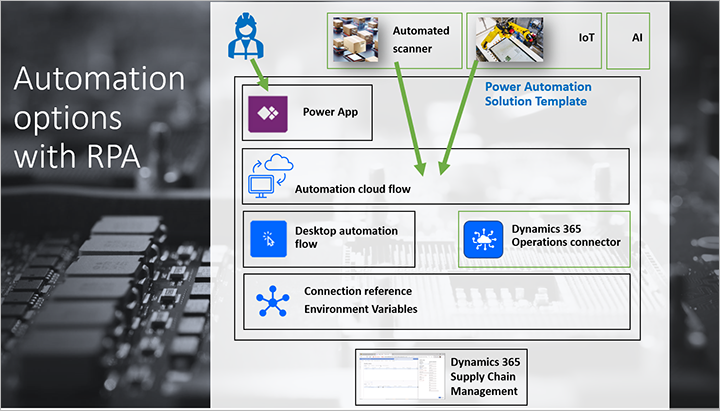 Automation
options
with RPA
Automated
scanner
IoT
AI
Power Automation
Solution Template
Power App
Automation cloud flow
Desktop automation
flow
Dynamics 365
Operations connector
Connection reference
Environment Variables
Dynamics 365
Supply Chain
Management